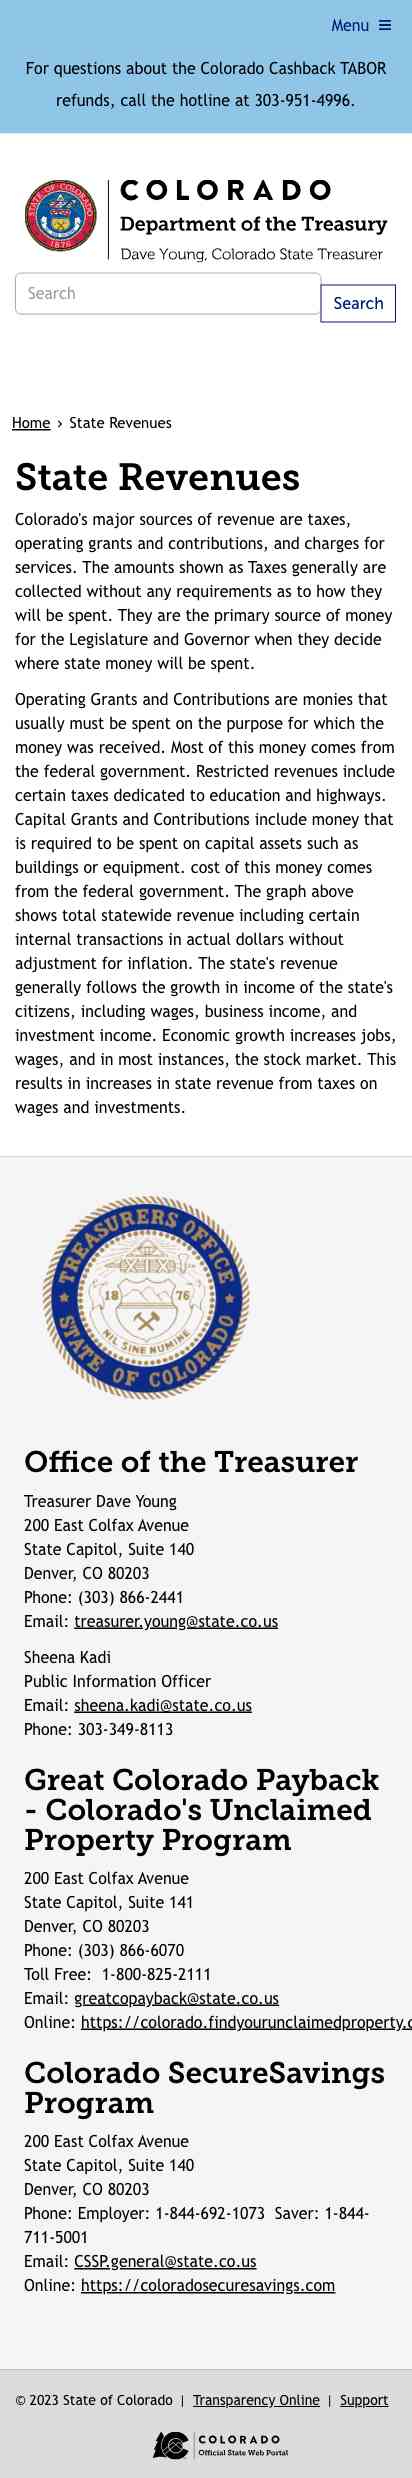 Menu ≡
For questions about the Colorado Cashback TABOR
refunds, call the hotline at 303-951-4996.
STATE OF COLORADO
1876
COLORADO
Department of the Treasury
Dave Young, Colorado State Treasurer
Search
Search
Home › State Revenues
State Revenues
Colorado's major sources of revenue are taxes,
operating grants and contributions, and charges for
services. The amounts shown as Taxes generally are
collected without any requirements as to how they
will be spent. They are the primary source of money
for the Legislature and Governor when they decide
where state money will be spent.
Operating Grants and Contributions are monies that
usually must be spent on the purpose for which the
money was received. Most of this money comes from
the federal government. Restricted revenues include
certain taxes dedicated to education and highways.
Capital Grants and Contributions include money that
is required to be spent on capital assets such as
buildings or equipment. cost of this money comes
from the federal government. The graph above
shows total statewide revenue including certain
internal transactions in actual dollars without
adjustment for inflation. The state's revenue
generally follows the growth in income of the state's
citizens, including wages, business income, and
investment income. Economic growth increases jobs,
wages, and in most instances, the stock market. This
results in increases in state revenue from taxes on
wages and investments.
TREASURERS OFFICE
1876
NIL SINE NUMINE
STATE OF COLORADO
Office of the Treasurer
Treasurer Dave Young
200 East Colfax Avenue
State Capitol, Suite 140
Denver, CO 80203
Phone: (303) 866-2441
Email: treasurer.young@state.co.us
Sheena Kadi
Public Information Officer
Email: sheena.kadi@state.co.us
Phone: 303-349-8113
Great Colorado Payback
- Colorado's Unclaimed
Property Program
200 East Colfax Avenue
State Capitol, Suite 141
Denver, CO 80203
Phone: (303) 866-6070
Toll Free:  1-800-825-2111
Email: greatcopayback@state.co.us
Online: https://colorado.findyourunclaimedproperty.c
Colorado SecureSavings
Program
200 East Colfax Avenue
State Capitol, Suite 140
Denver, CO 80203
Phone: Employer: 1-844-692-1073  Saver: 1-844-
711-5001
Email: CSSP.general@state.co.us
Online: https://coloradosecuresavings.com
© 2023 State of Colorado | Transparency Online | Support
COLORADO
Official State Web Portal